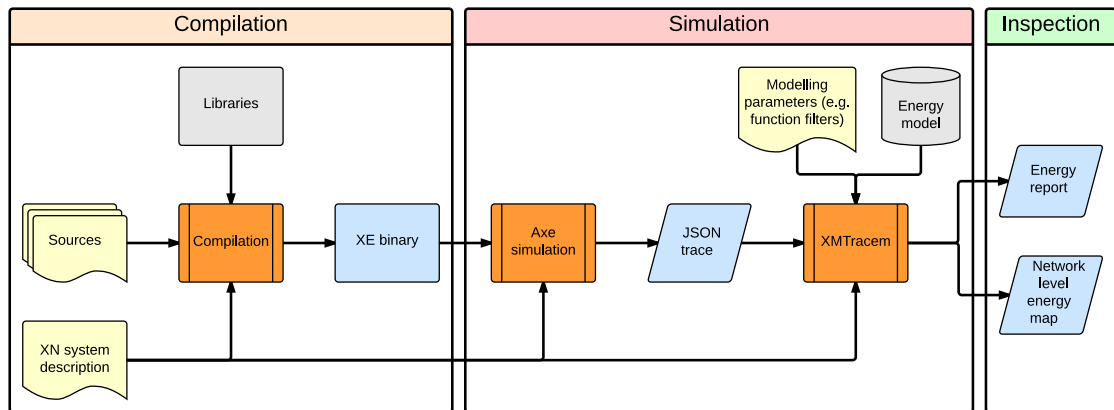 Compilation
Simulation
Inspection
Libraries
Modelling
parameters (e.g.
function filters)
Energy
model
Energy
report
Sources
Compilation
XE binary
Axe
simulation
JSON
trace
XMTracem
Network
level
energy
map
XN system
description